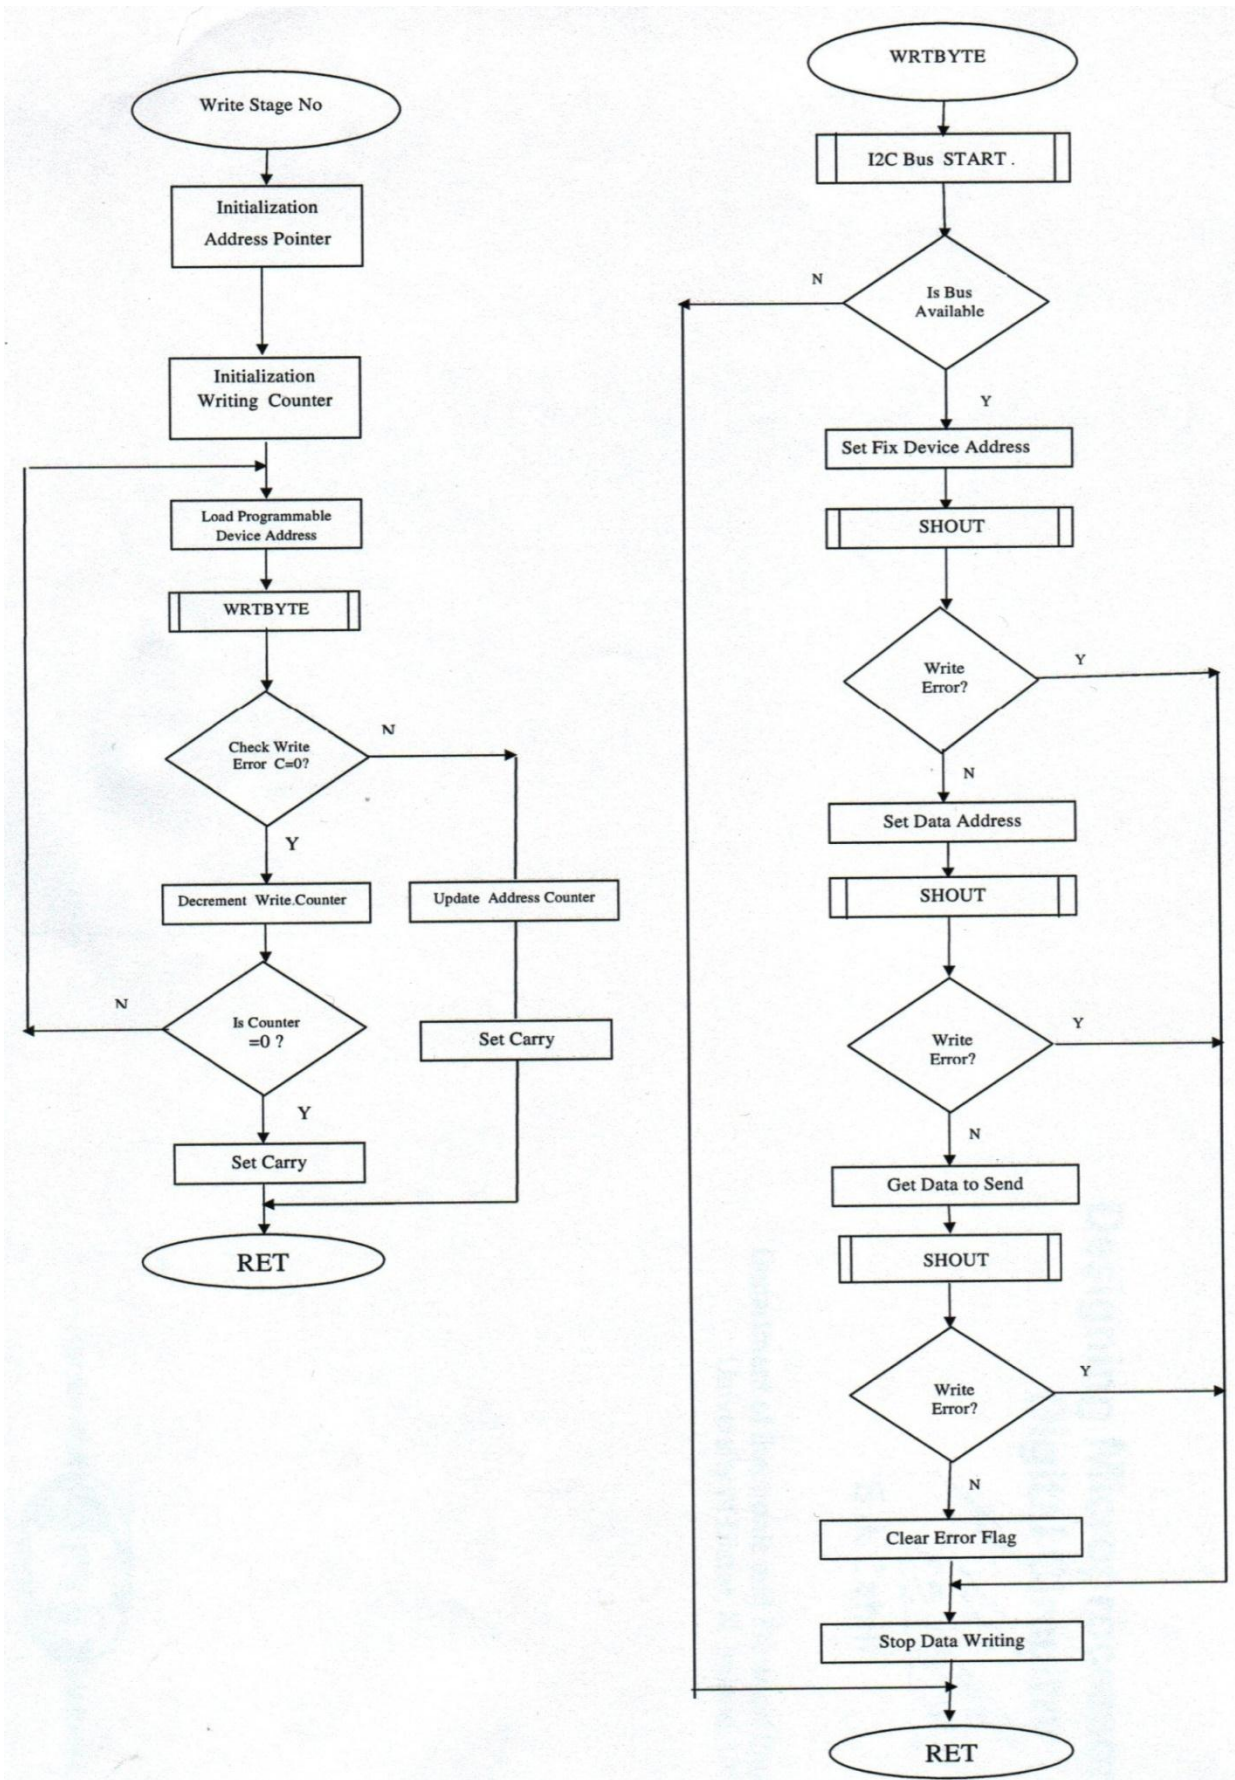 Write Stage No
Initialization
Address Pointer
Initialization
Writing Counter
Load Programmable
Device Address
WRTBYTE
Check Write
Error C=0?
N
Y
Decrement Write.Counter
Update Address Counter
Is Counter
=0 ?
N
Y
Set Carry
Set Carry
RET
WRTBYTE
I2C Bus START .
Is Bus
Available
N
Y
Set Fix Device Address
SHOUT
Write
Error?
Y
N
Set Data Address
SHOUT
Write
Error?
Y
N
Get Data to Send
SHOUT
Write
Error?
Y
N
Clear Error Flag
Stop Data Writing
RET